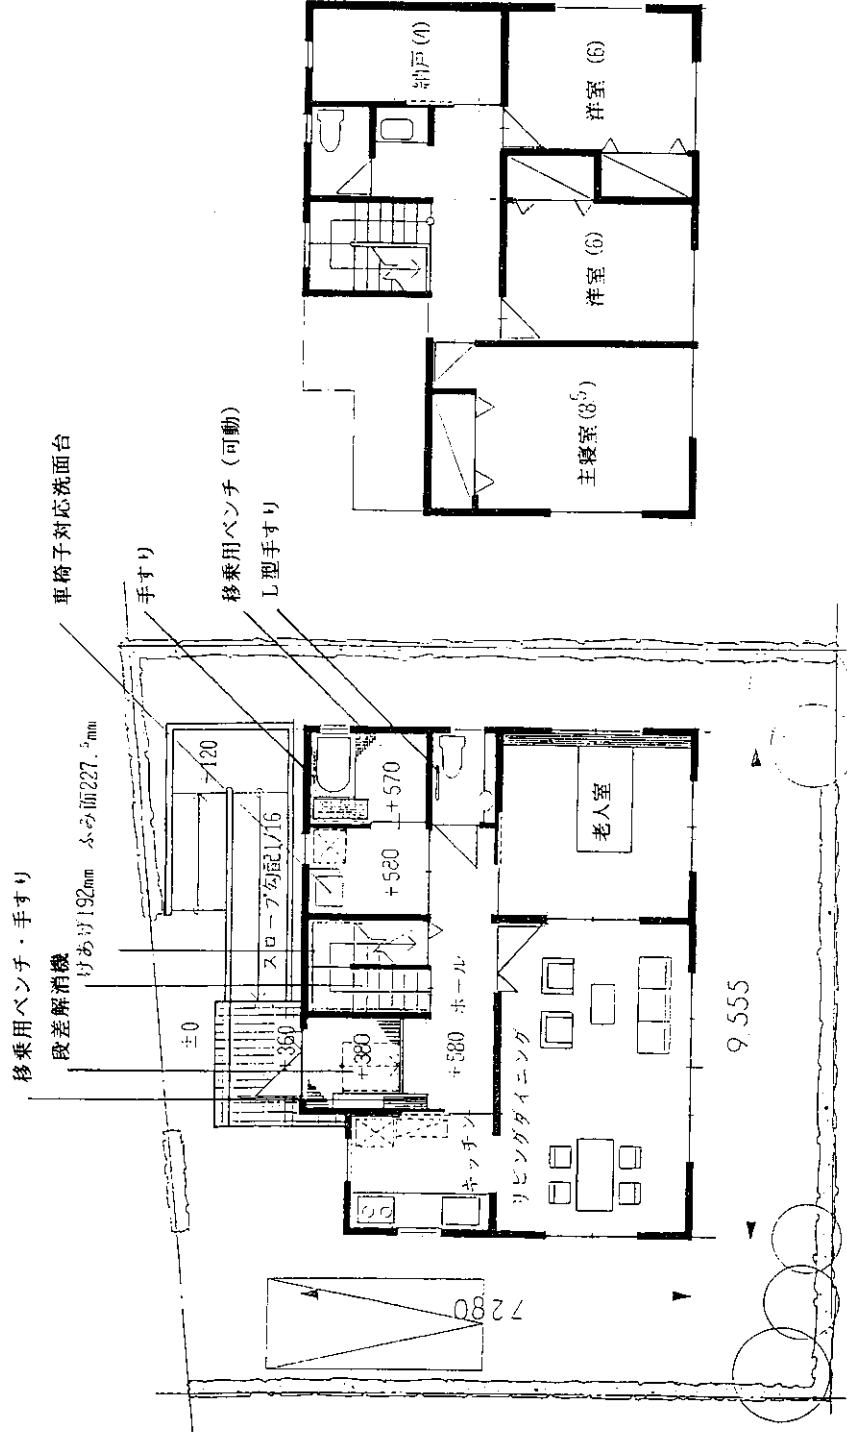 移乗用ベンチ・手すり
段差解消機
けあげ192mm ふみ面227.5mm
車椅子対応洗面台
手すり
移乗用ベンチ(可動)
L型手すり
±0
スロープ勾配1/16
-120
+360
+380
+580
+570
+580 ホール
キッチン
リビングダイニング
老人室
7280
9,555
納戸(4)
洋室(6)
洋室(6)
主寝室(8.5)